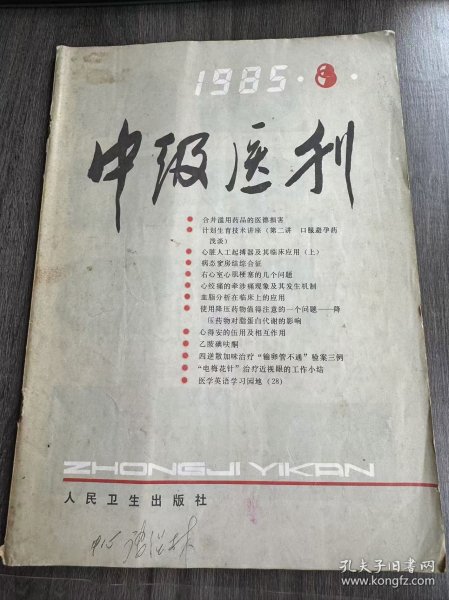 1985·8·
中级医刊
● 合并滥用药品的医德损害
● 计划生育技术讲座(第二讲 口服避孕药
浅谈)
● 心脏人工起搏器及其临床应用(上)
● 病态窦房结综合征
● 右心室心肌梗塞的几个问题
● 心绞痛的牵涉痛现象及其发生机制
● 血脂分析在临床上的应用
● 使用降压药物值得注意的一个问题——降
压药物对脂蛋白代谢的影响
● 心得安的伍用及相互作用
● 乙胺碘呋酮
● 四逆散加味治疗“输卵管不通”验案三例
● “电梅花针”治疗近视眼的工作小结
● 医学英语学习园地(28)
ZHONGJI YIKAN
人民卫生出版社
孔夫子旧书网
www.kongfz.com